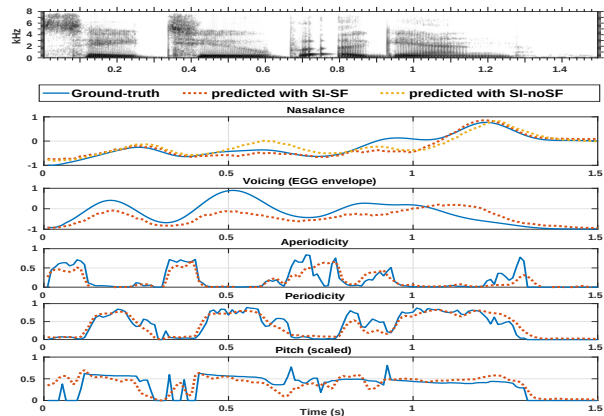 8
6
4
2
0
kHz
0.2 0.4 0.6 0.8 1.0 1.2 1.4
Ground-truth predicted with SI-SF predicted with SI-noSF
Nasalance
1
0
-1
0 0.5 1 1.5
Voicing (EGG envelope)
1
0
-1
0 0.5 1 1.5
Aperiodicity
1
0.5
0
0 0.5 1 1.5
Periodicity
1
0.5
0
0 0.5 1 1.5
Pitch (scaled)
1
0.5
0
0 0.5 1 1.5
Time (s)